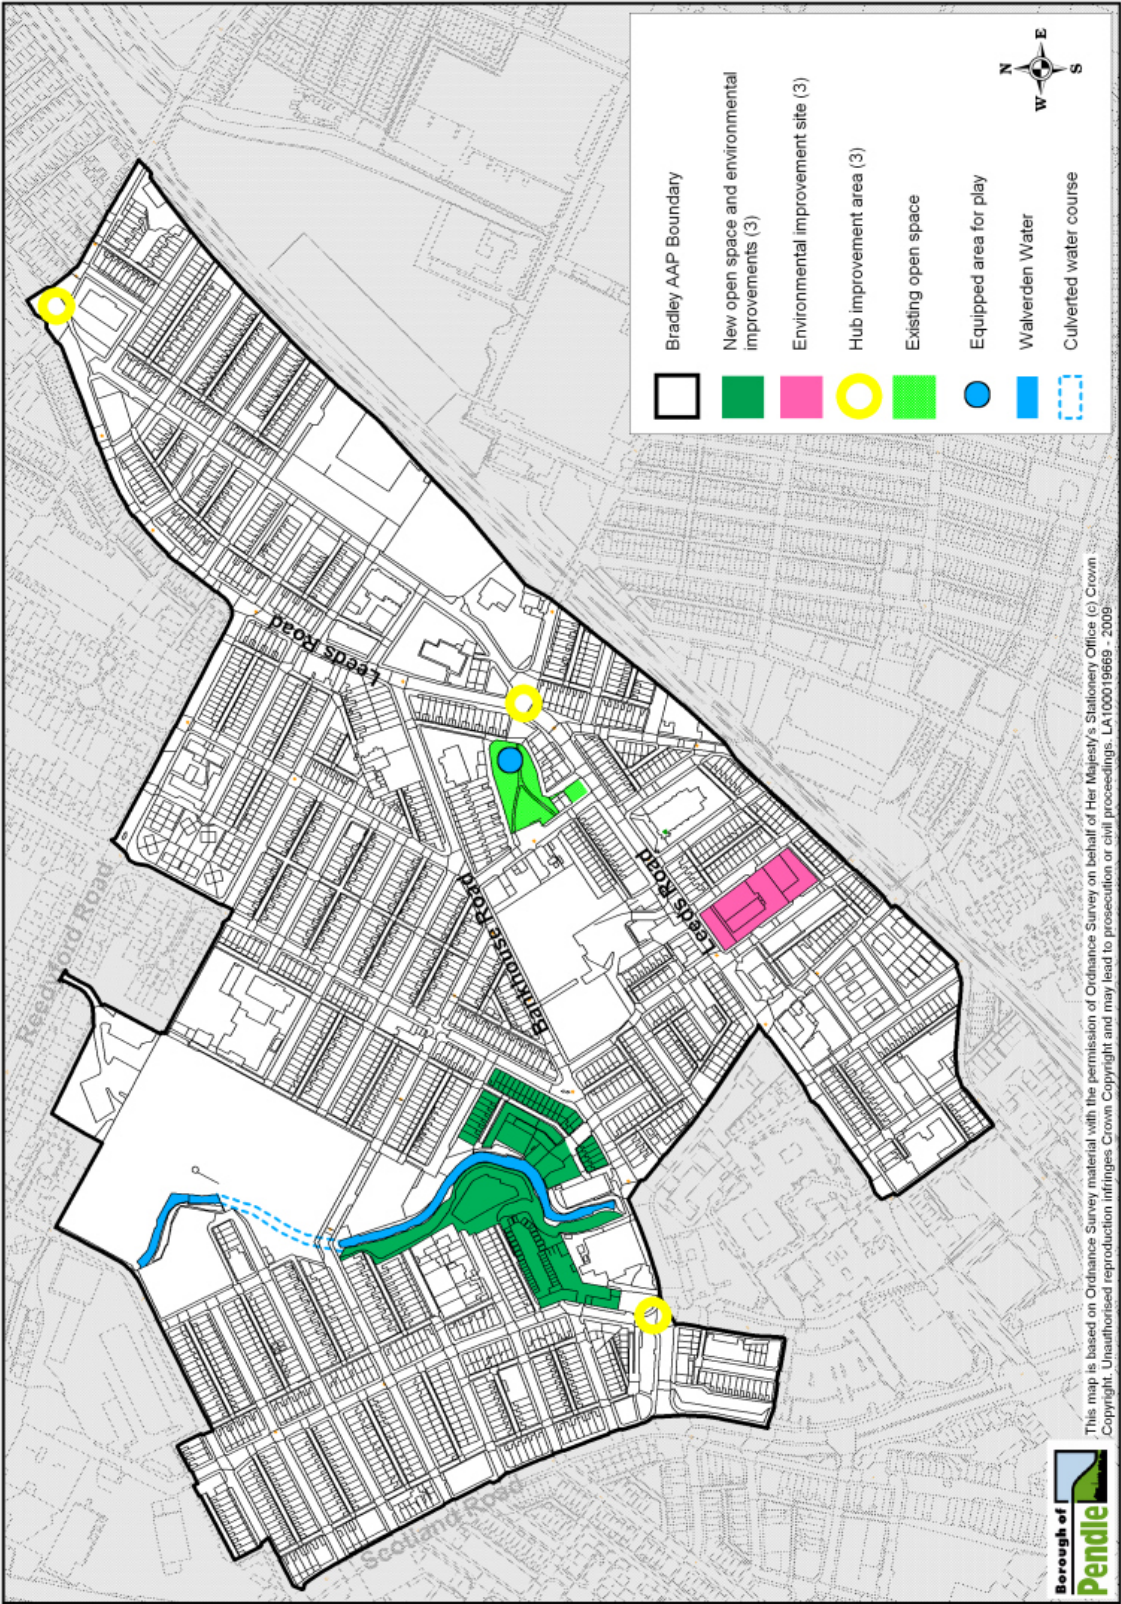 Reedyford Road
Scotland Road
Leeds Road
Bankhouse Road
Leeds Road
Bradley AAP Boundary
New open space and environmental
improvements (3)
Environmental improvement site (3)
Hub improvement area (3)
Existing open space
Equipped area for play
Walverden Water
Culverted water course
N
W
E
S
Borough of
Pendle
This map is based on Ordnance Survey material with the permission of Ordnance Survey on behalf of Her Majesty's Stationery Office (c) Crown
Copyright. Unauthorised reproduction infringes Crown Copyright and may lead to prosecution or civil proceedings. LA100019669 - 2009